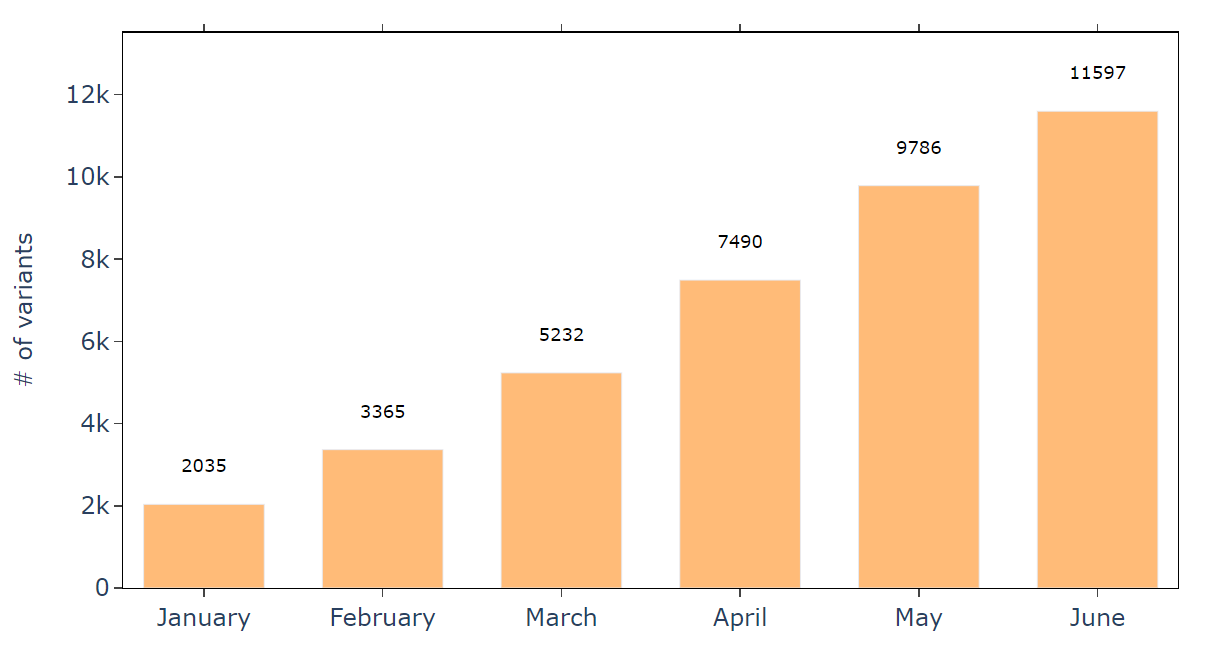 # of variants
12k
10k
8k
6k
4k
2k
0
2035
3365
5232
7490
9786
11597
January February March April May June